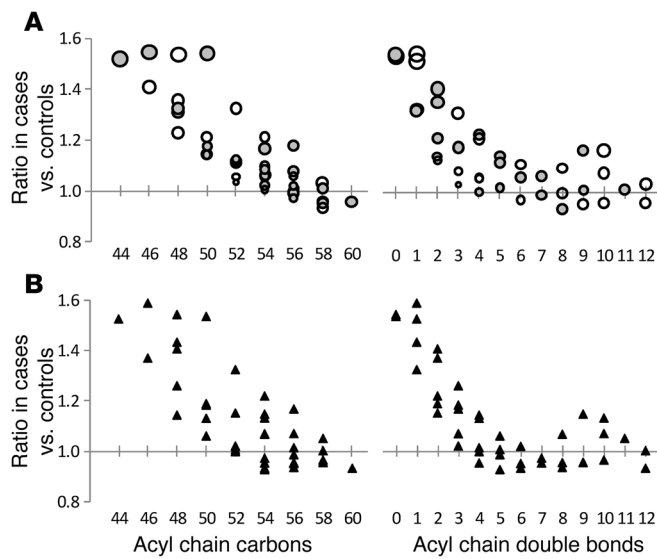 A
1.6
1.4
1.2
1.0
0.8
Ratio in cases
vs. controls
44 46 48 50 52 54 56 58 60
0 1 2 3 4 5 6 7 8 9 10 11 12
B
1.6
1.4
1.2
1.0
0.8
Ratio in cases
vs. controls
44 46 48 50 52 54 56 58 60
0 1 2 3 4 5 6 7 8 9 10 11 12
Acyl chain carbons
Acyl chain double bonds